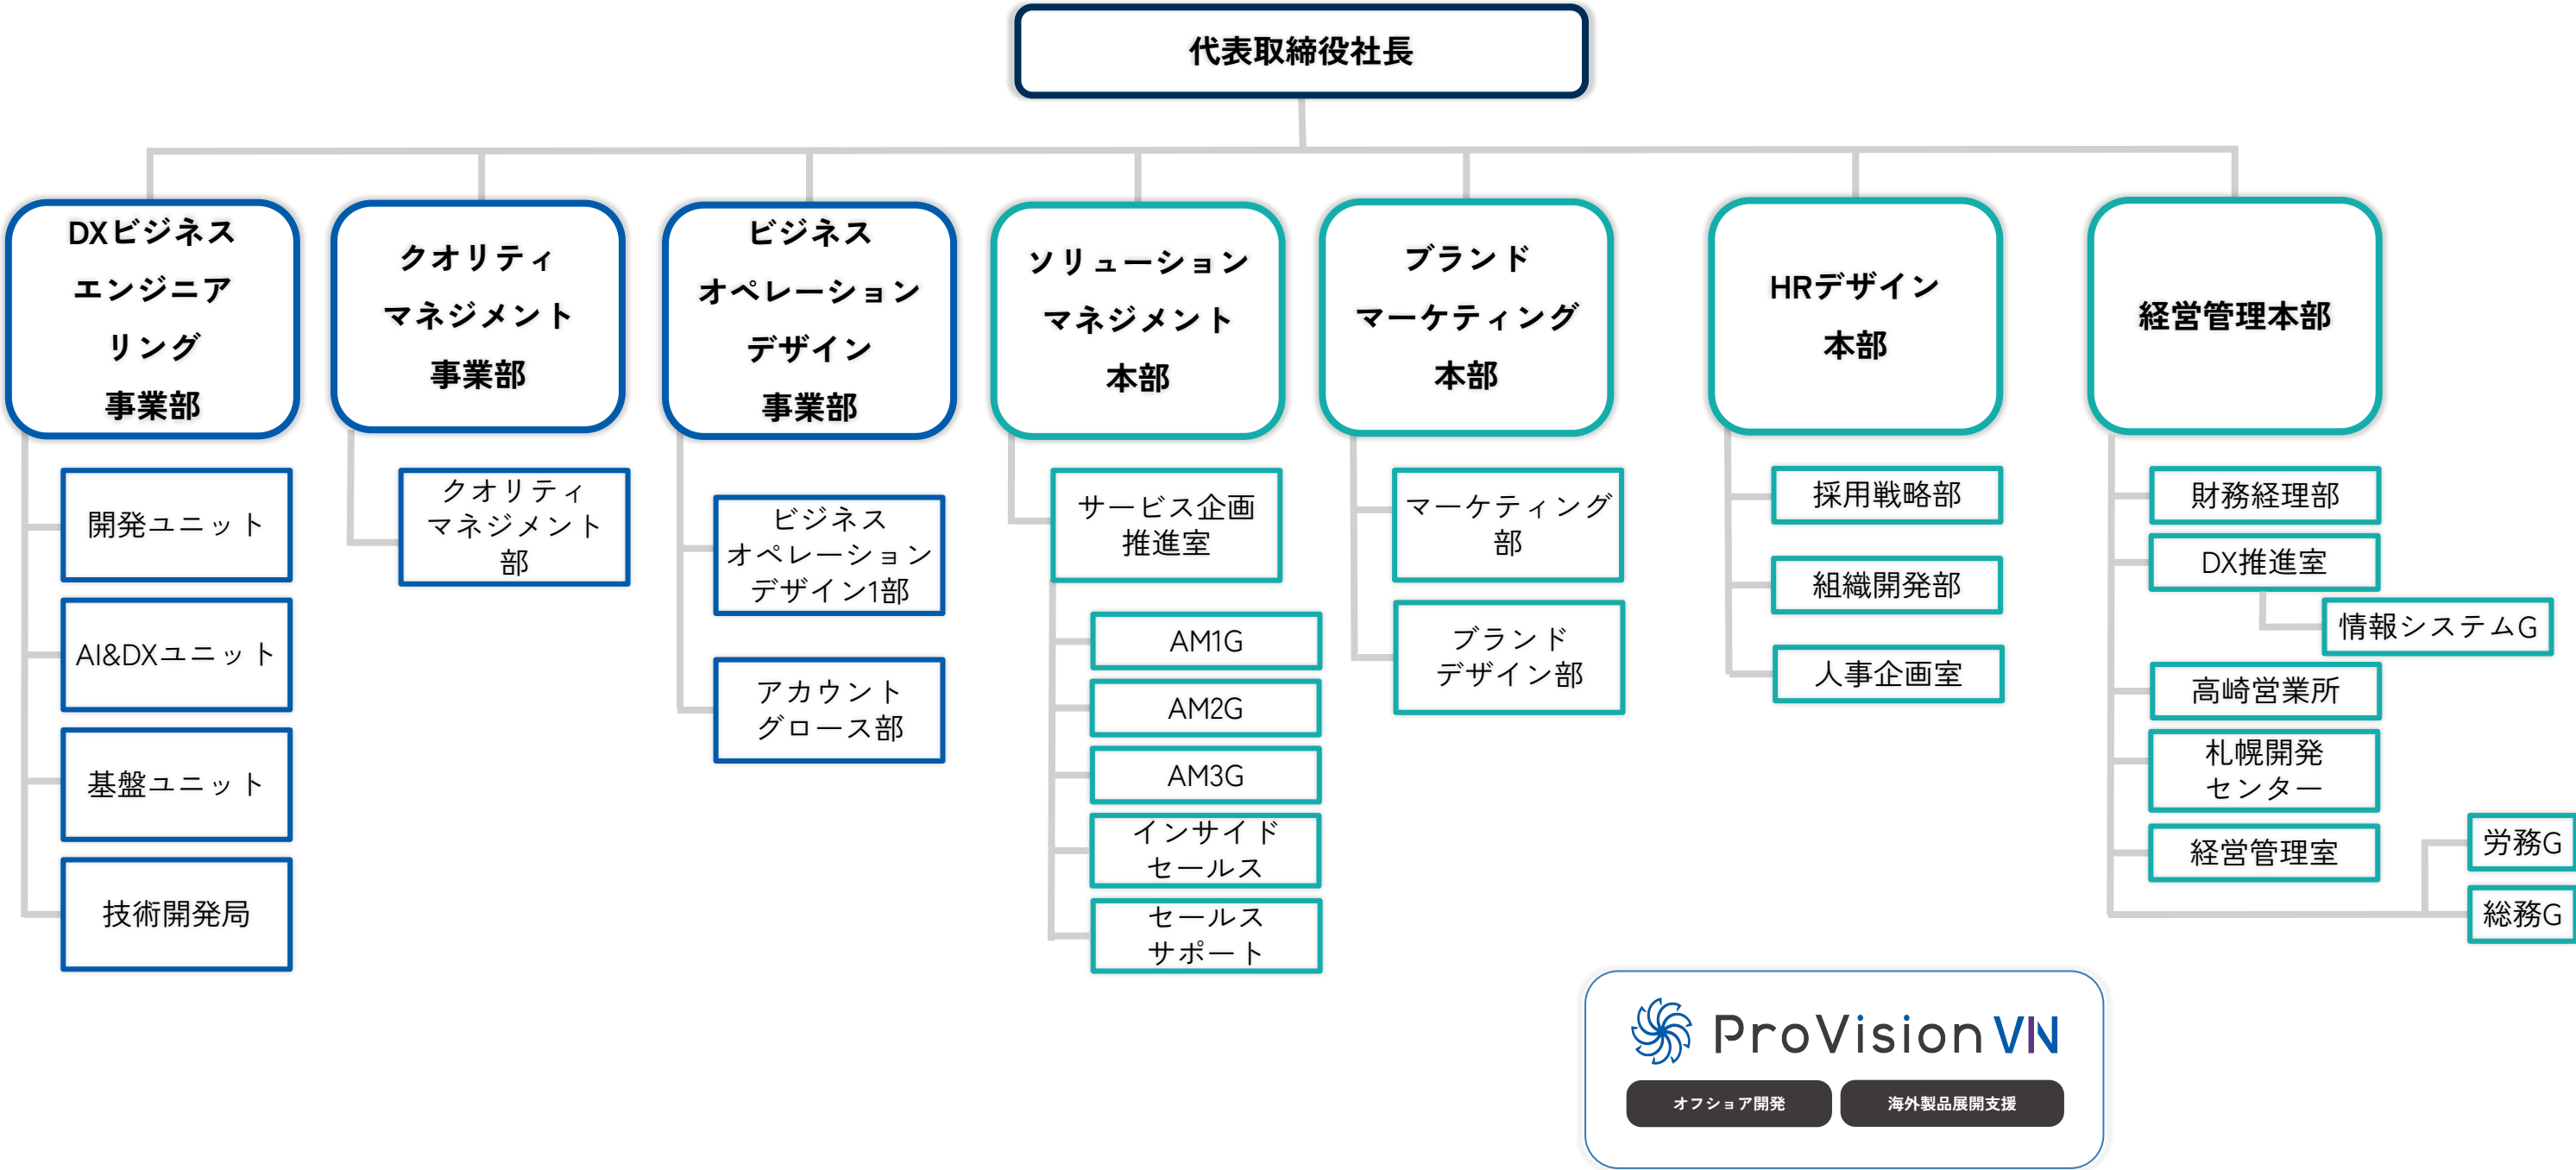 代表取締役社長
DXビジネス
エンジニア
リング
事業部
クオリティ
マネジメント
事業部
ビジネス
オペレーション
デザイン
事業部
ソリューション
マネジメント
本部
ブランド
マーケティング
本部
HRデザイン
本部
経営管理本部
開発ユニット
AI&DXユニット
基盤ユニット
技術開発局
クオリティ
マネジメント
部
ビジネス
オペレーション
デザイン1部
アカウント
グロース部
サービス企画
推進室
AM1G
AM2G
AM3G
インサイド
セールス
セールス
サポート
マーケティング
部
ブランド
デザイン部
採用戦略部
組織開発部
人事企画室
財務経理部
DX推進室
情報システムG
高崎営業所
札幌開発
センター
経営管理室
労務G
総務G
ProVision VN
オフショア開発
海外製品展開支援